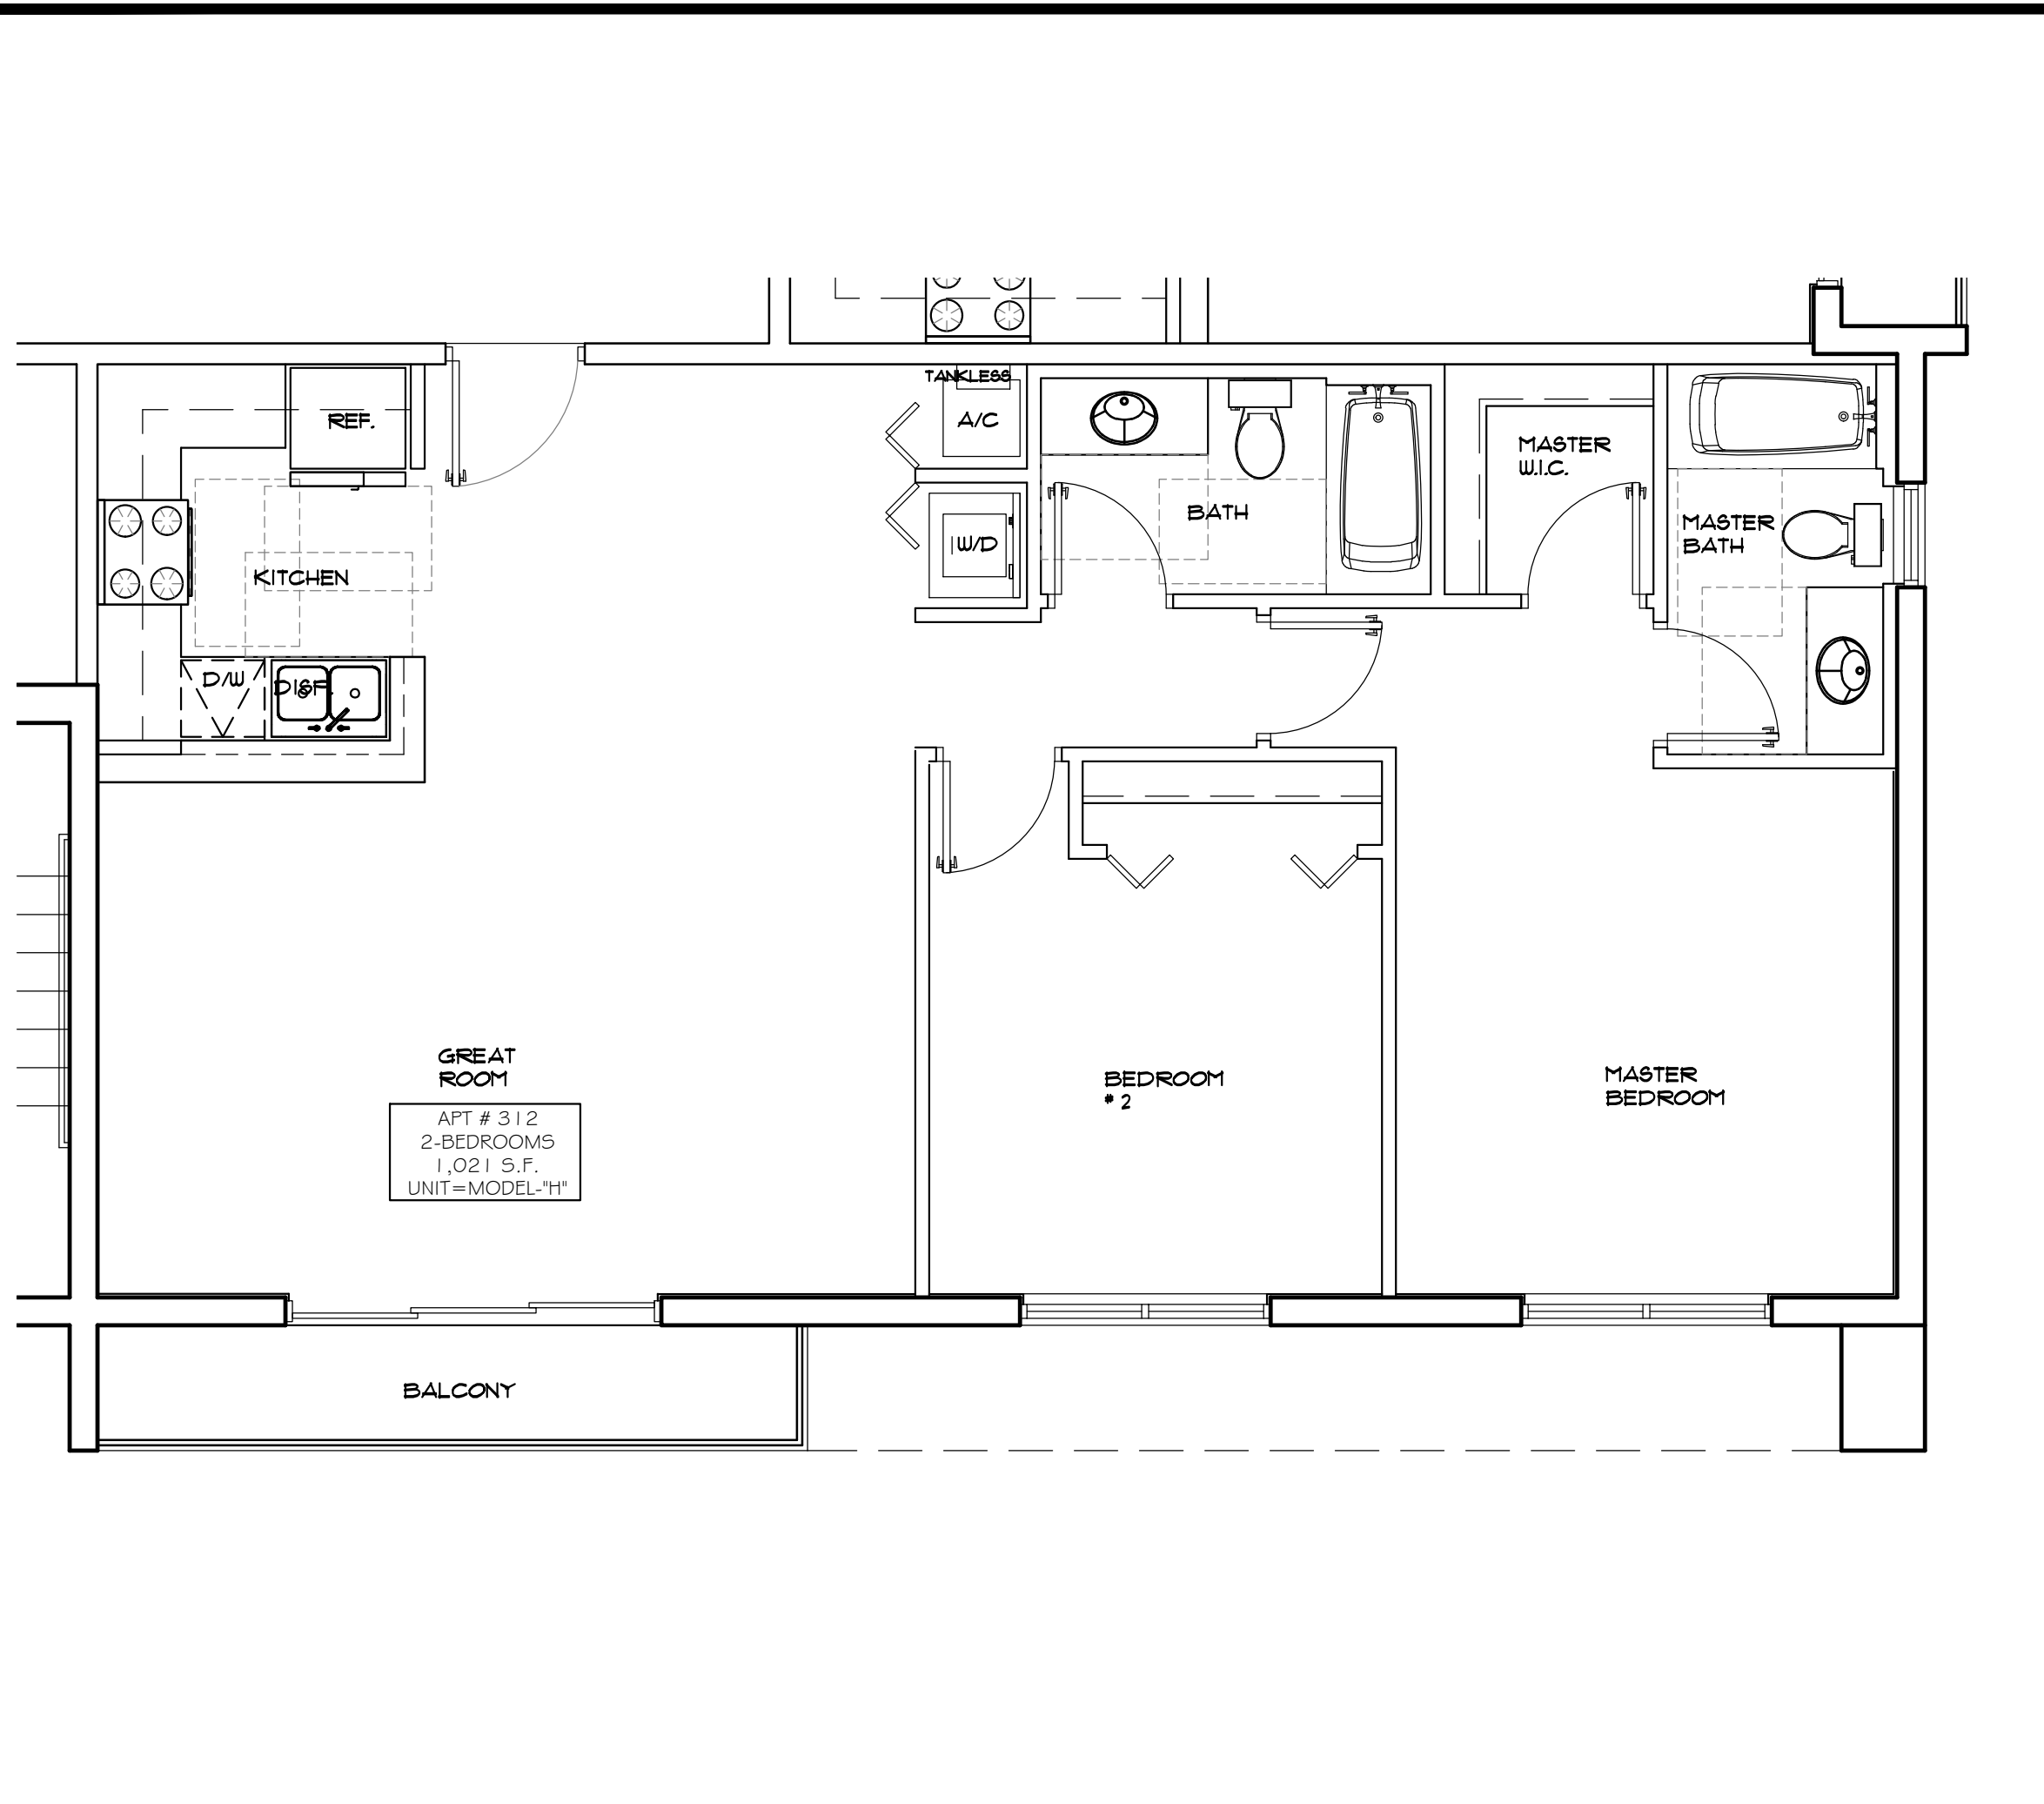 TANKLESS
REF.
A/C
MASTER
W.I.C.
BATH
MASTER
BATH
W/D
KITCHEN
D/W
DISP.
GREAT
ROOM
BEDROOM
# 2
MASTER
BEDROOM
APT # 312
2-BEDROOMS
1,021 S.F.
UNIT=MODEL-"H"
BALCONY